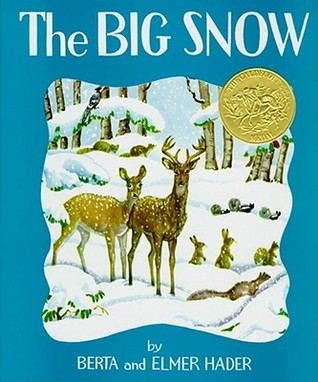 The BIG SNOW
by
BERTA and ELMER HADER